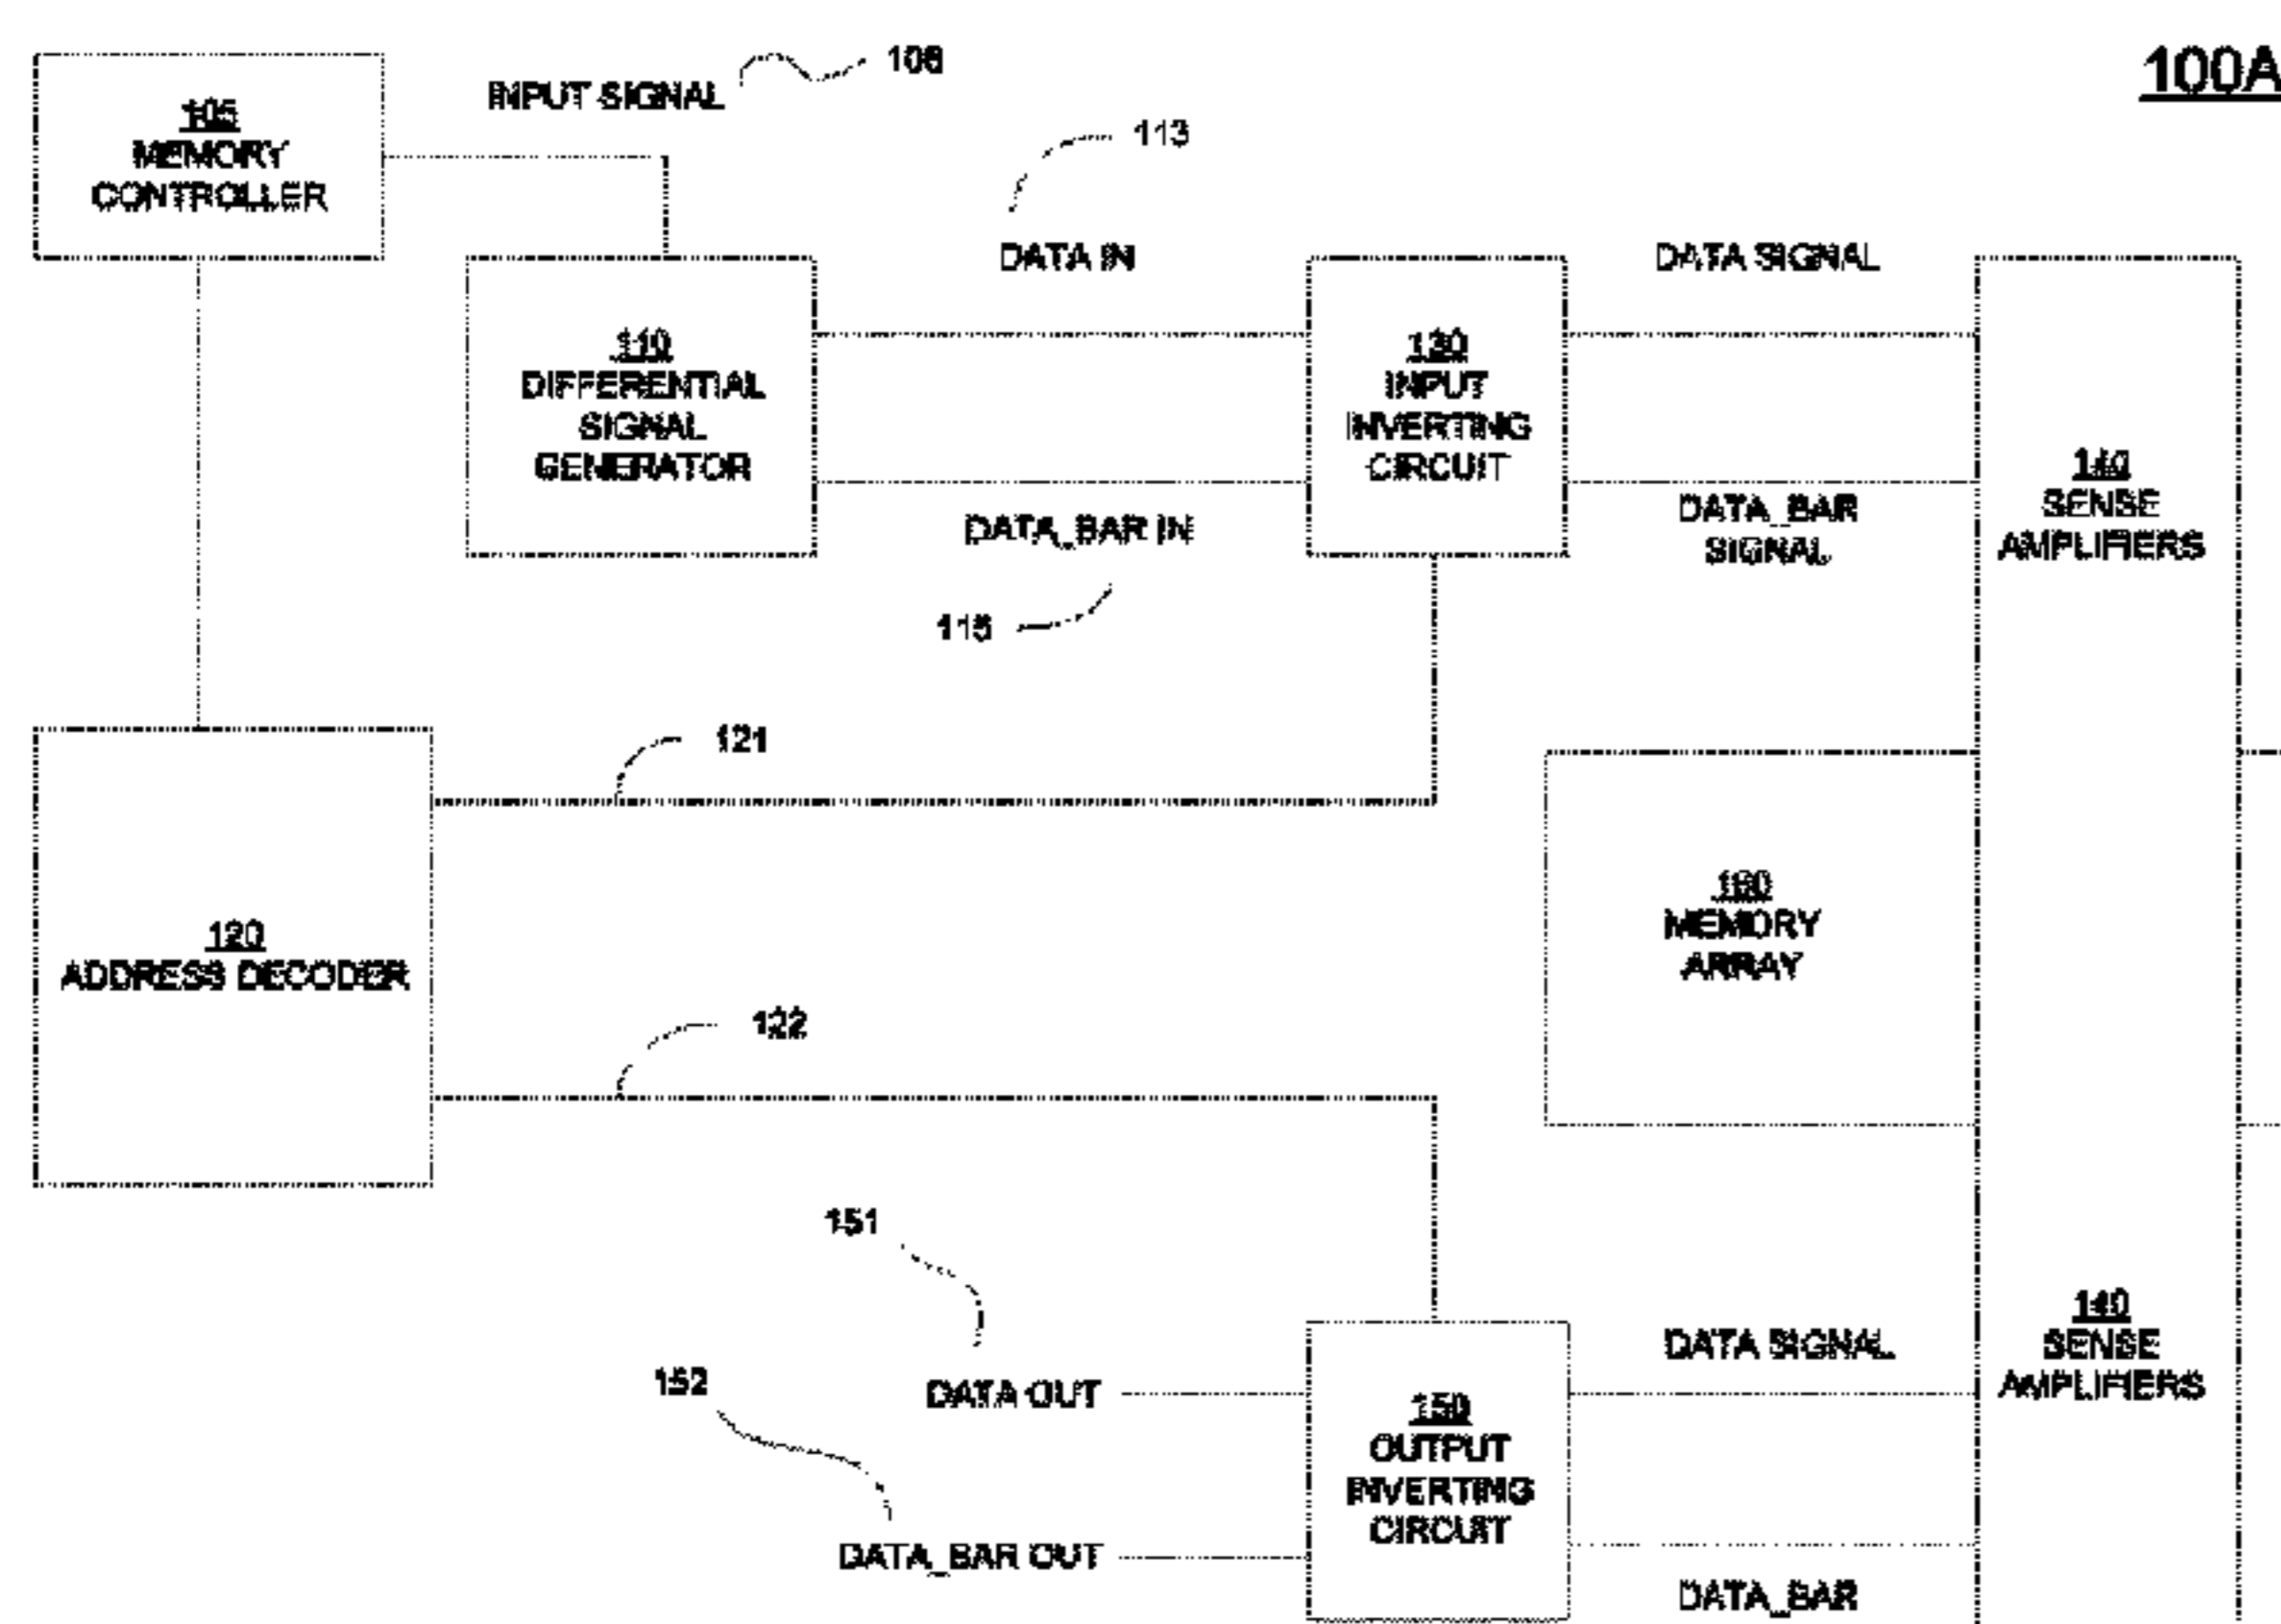 100A
106
INPUT SIGNAL
105
MEMORY
CONTROLLER
113
DATA IN
DATA SIGNAL
110
DIFFERENTIAL
SIGNAL
GENERATOR
130
INPUT
INVERTING
CIRCUIT
140
SENSE
AMPLIFIERS
DATA_BAR IN
DATA_BAR
SIGNAL
115
121
120
ADDRESS DECODER
160
MEMORY
ARRAY
122
151
152
DATA OUT
DATA_BAR OUT
150
OUTPUT
INVERTING
CIRCUIT
DATA SIGNAL
140
SENSE
AMPLIFIERS
DATA_BAR